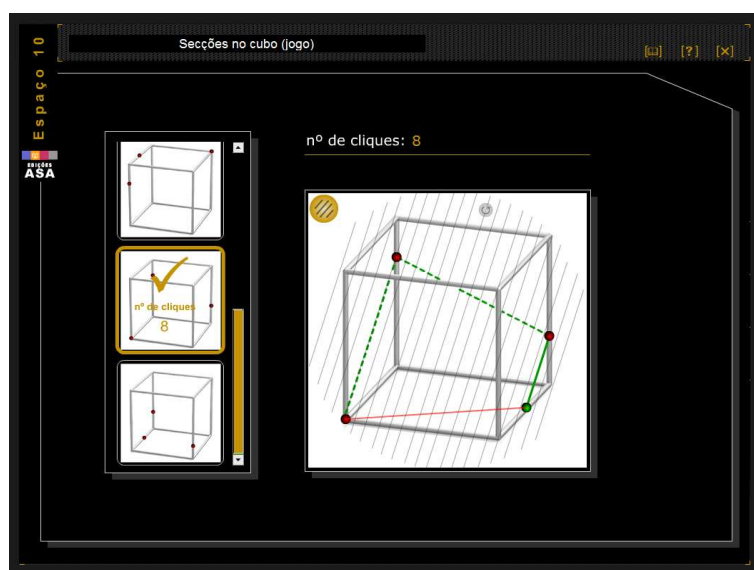 Secções no cubo (jogo)
[?] [×]
Espaço 10
EDIÇÕES
ASA
nº de cliques: 8
nº de cliques
8